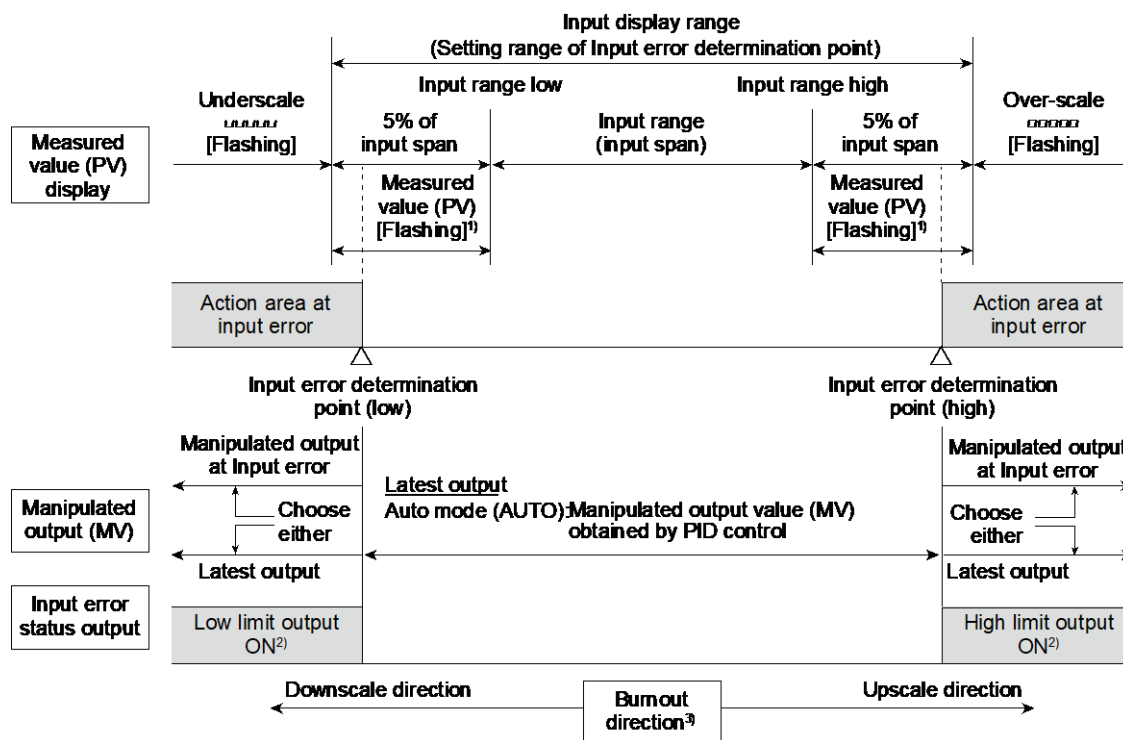 Input display range
(Setting range of Input error determination point)
Input range low
Input range high
Underscale
[Flashing]
5% of
input span
Input range
(input span)
5% of
input span
Over-scale
[Flashing]
Measured
value (PV)
display
Measured
value (PV)
[Flashing]1)
Measured
value (PV)
[Flashing]1)
Action area at
input error
Action area at
input error
Input error determination
point (low)
Input error determination
point (high)
Manipulated output
at Input error
Manipulated output
at Input error
Manipulated
output (MV)
Choose
either
Latest output
Auto mode (AUTO):Manipulated output value (MV)
obtained by PID control
Choose
either
Latest output
Latest output
Input error
status output
Low limit output
ON2)
High limit output
ON2)
Downscale direction
Upscale direction
Burnout
direction3)